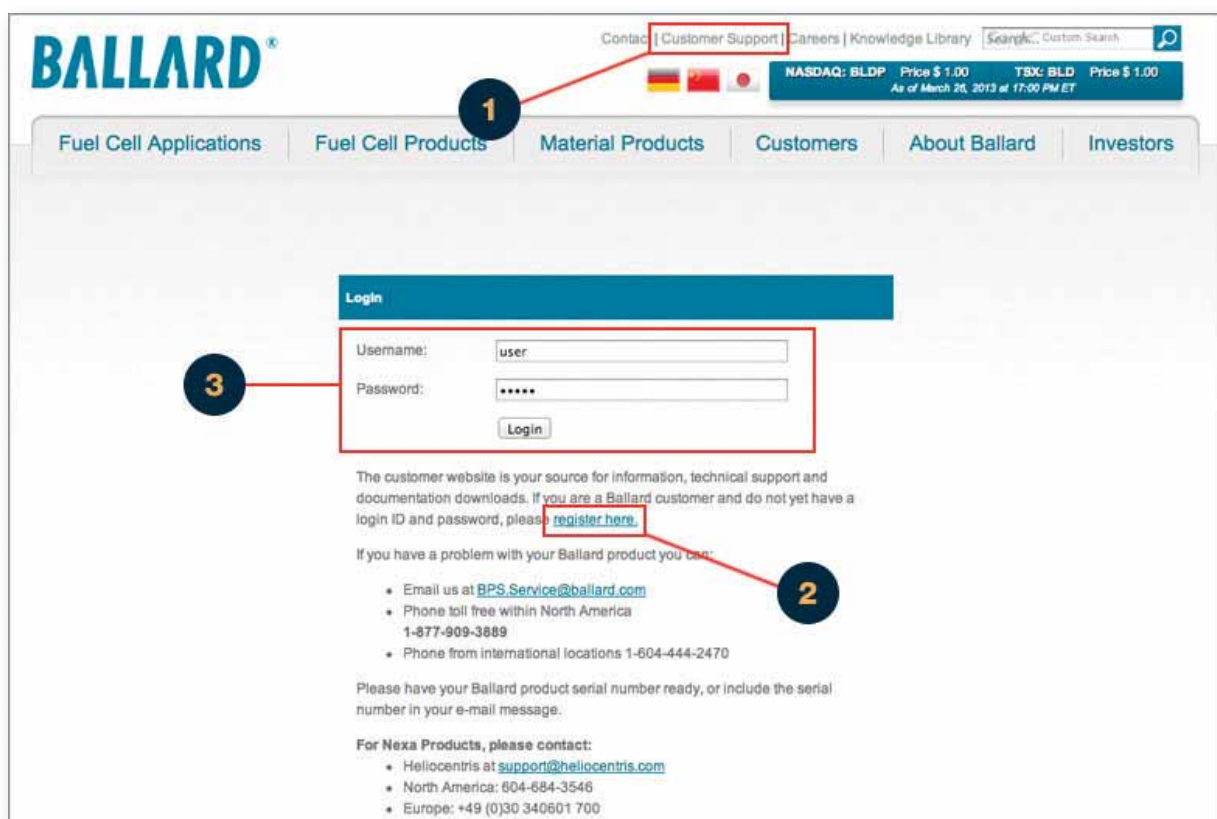 BALLARD®
Contact | Customer Support | Careers | Knowledge Library Search... Custom Search
NASDAQ: BLDP Price $ 1.00 TSX: BLD Price $ 1.00
As of March 26, 2013 at 17:00 PM ET
1
Fuel Cell Applications Fuel Cell Products Material Products Customers About Ballard Investors
Login
Username: user
3
Password: •••••
Login
The customer website is your source for information, technical support and
documentation downloads. If you are a Ballard customer and do not yet have a
login ID and password, please register here.
If you have a problem with your Ballard product you can:
• Email us at BPS.Service@ballard.com
2
• Phone toll free within North America
1-877-909-3889
• Phone from international locations 1-604-444-2470
Please have your Ballard product serial number ready, or include the serial
number in your e-mail message.
For Nexa Products, please contact:
• Heliocentris at support@heliocentris.com
• North America: 604-684-3546
• Europe: +49 (0)30 340601 700